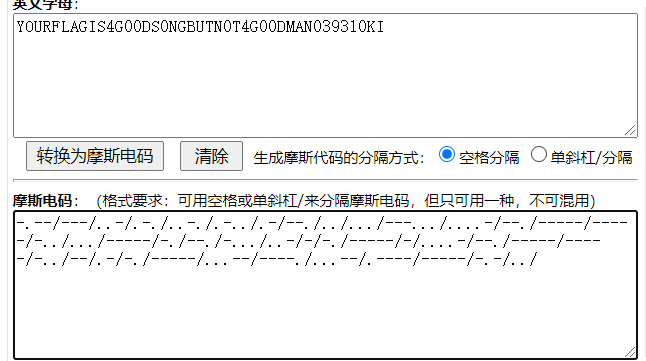 英文字母：
YOURFLAGIS4G00DS0NGBUTN0T4G00DMAN039310KI
转换为摩斯电码 清除 生成摩斯代码的分隔方式： 空格分隔 单斜杠/分隔
摩斯电码：（格式要求：可用空格或单斜杠/来分隔摩斯电码，但只可用一种，不可混用）
-.--/---/..-/.-./..-./.-../.-/--./../.../---.../....-/--./-----/----
-/-../.../-----/-./--./-.../..-/-/-./-----/-/....-/--./-----/----
-/-../--/.-/-./-----/...--/----./...--/.----/-----/-.-/../